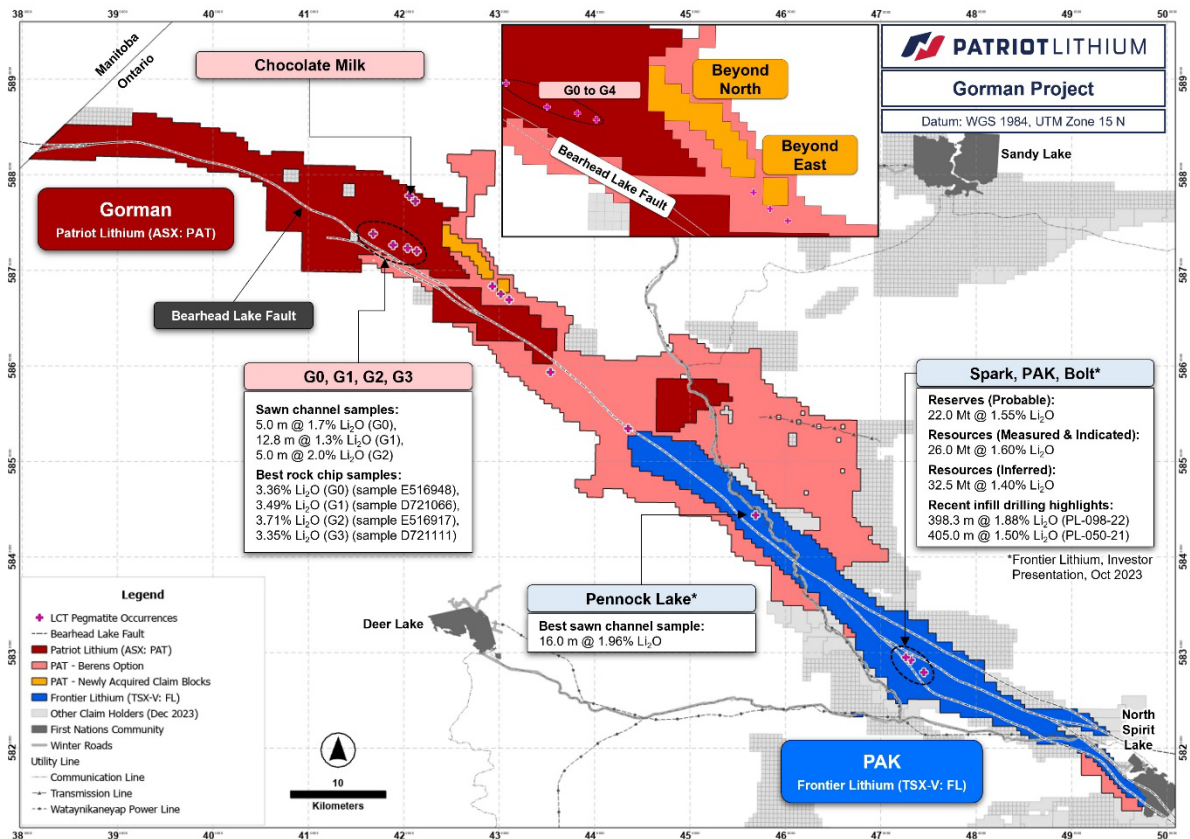 38 39 40 41 42 43 44 45 46 47 48 49 50
589 588 587 586 585 584 583 582
589 588 587 586 585 584 583 582
Manitoba
Ontario
Chocolate Milk
G0 to G4
Beyond
North
Beyond
East
Bearhead Lake Fault
PATRIOTLITHIUM
Gorman Project
Datum: WGS 1984, UTM Zone 15 N
Sandy Lake
Gorman
Patriot Lithium (ASX: PAT)
Bearhead Lake Fault
G0, G1, G2, G3
Sawn channel samples:
5.0 m @ 1.7% Li₂O (G0),
12.8 m @ 1.3% Li₂O (G1),
5.0 m @ 2.0% Li₂O (G2)
Best rock chip samples:
3.36% Li₂O (G0) (sample E516948),
3.49% Li₂O (G1) (sample D721066),
3.71% Li₂O (G2) (sample E516917),
3.35% Li₂O (G3) (sample D721111)
Spark, PAK, Bolt*
Reserves (Probable):
22.0 Mt @ 1.55% Li₂O
Resources (Measured & Indicated):
26.0 Mt @ 1.60% Li₂O
Resources (Inferred):
32.5 Mt @ 1.40% Li₂O
Recent infill drilling highlights:
398.3 m @ 1.88% Li₂O (PL-098-22)
405.0 m @ 1.50% Li₂O (PL-050-21)
*Frontier Lithium, Investor
Presentation, Oct 2023
Pennock Lake*
Best sawn channel sample:
16.0 m @ 1.96% Li₂O
Deer Lake
North
Spirit
Lake
PAK
Frontier Lithium (TSX-V: FL)
Legend
LCT Pegmatite Occurrences
Bearhead Lake Fault
Patriot Lithium (ASX: PAT)
PAT - Berens Option
PAT - Newly Acquired Claim Blocks
Frontier Lithium (TSX-V: FL)
Other Claim Holders (Dec 2023)
First Nations Community
Winter Roads
Utility Line
Communication Line
Transmission Line
Wataynikaneyap Power Line
10
Kilometers